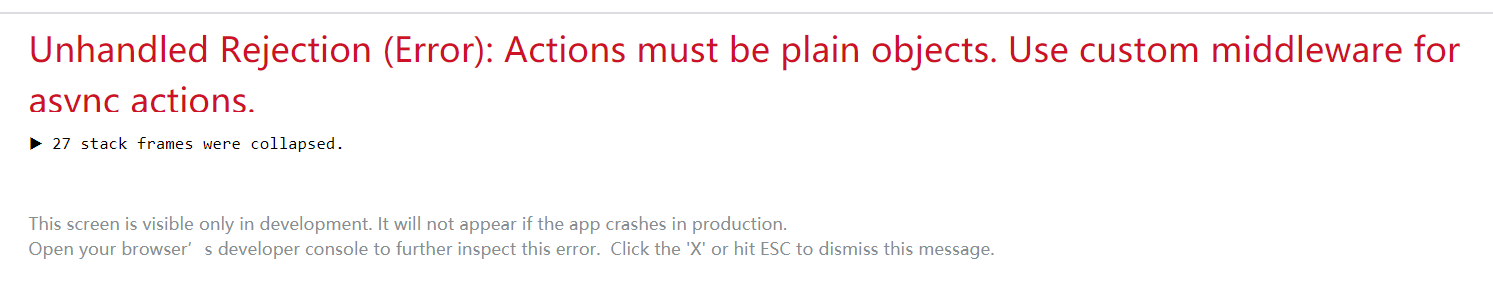 Unhandled Rejection (Error): Actions must be plain objects. Use custom middleware for
async actions.
▶ 27 stack frames were collapsed.
This screen is visible only in development. It will not appear if the app crashes in production.
Open your browser’s developer console to further inspect this error.  Click the 'X' or hit ESC to dismiss this message.